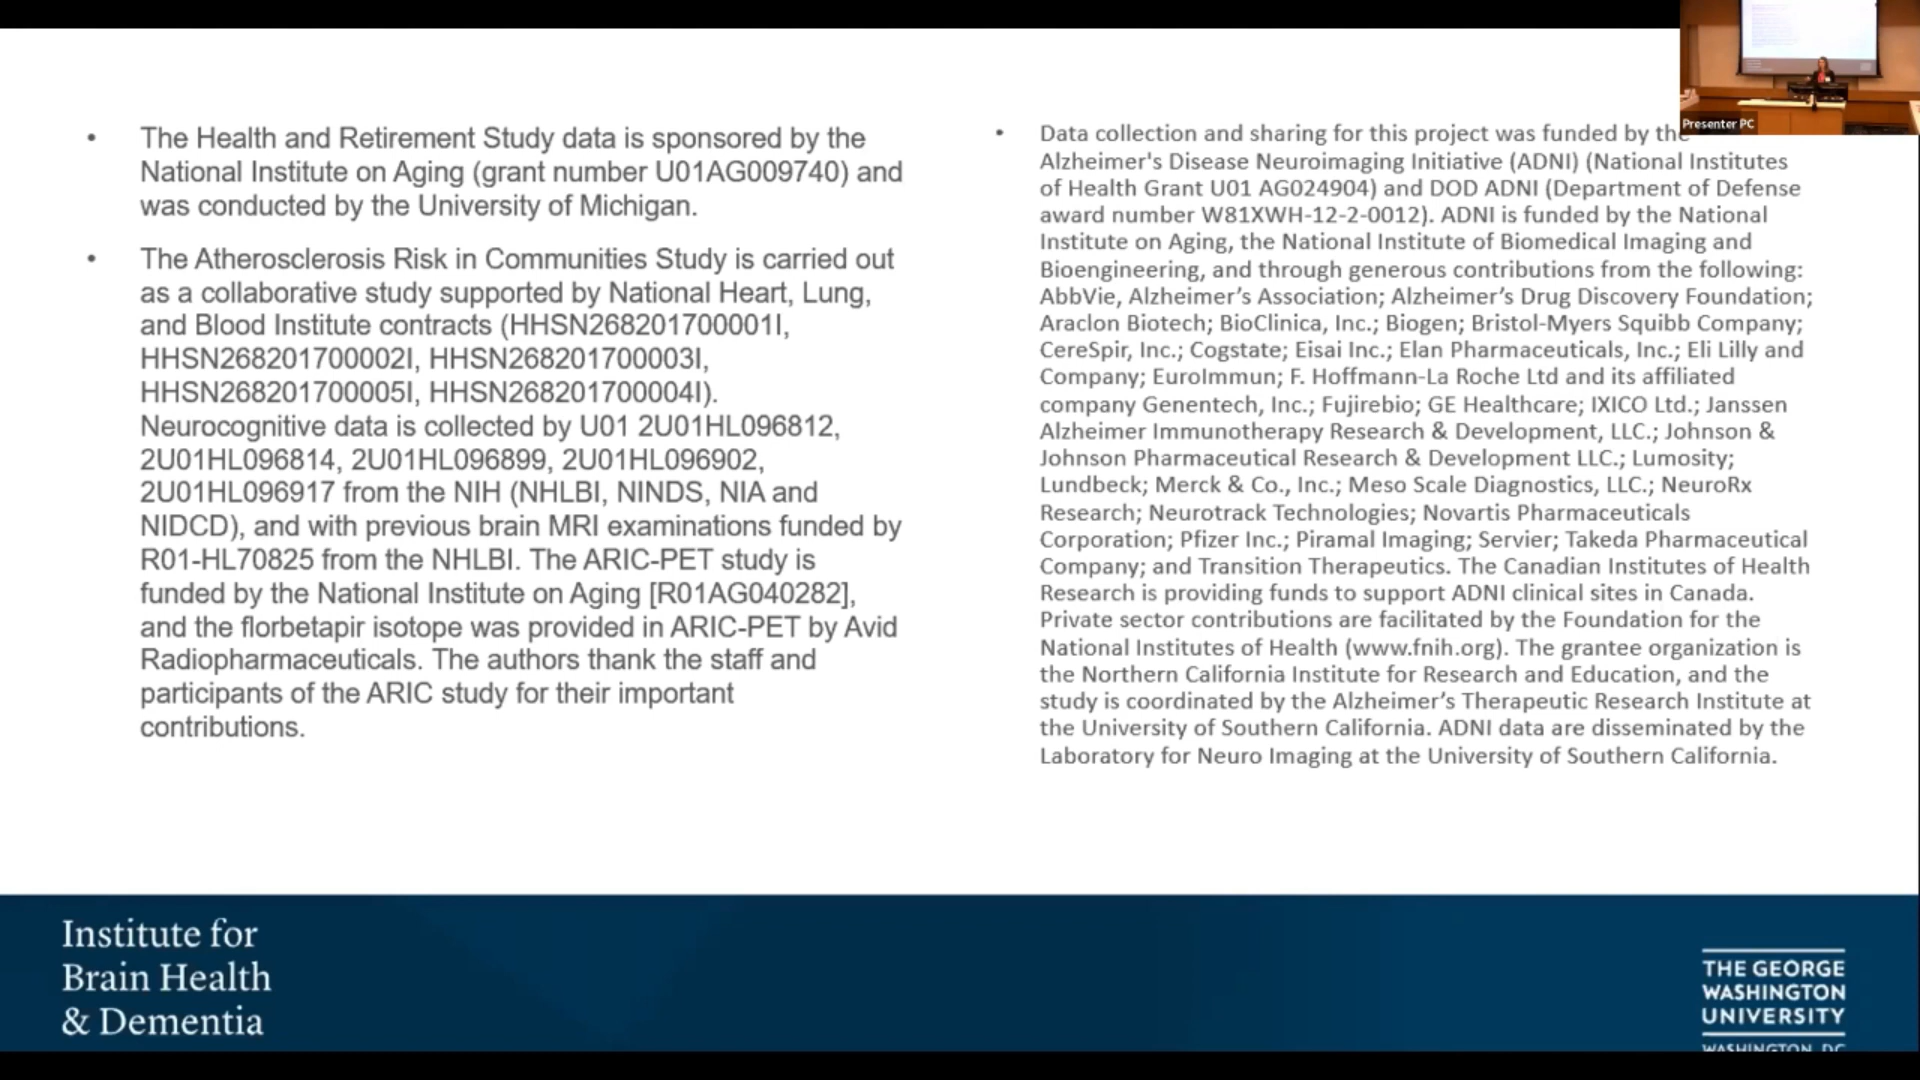 • The Health and Retirement Study data is sponsored by the
National Institute on Aging (grant number U01AG009740) and
was conducted by the University of Michigan.
• The Atherosclerosis Risk in Communities Study is carried out
as a collaborative study supported by National Heart, Lung,
and Blood Institute contracts (HHSN268201700001I,
HHSN268201700002I, HHSN268201700003I,
HHSN268201700005I, HHSN268201700004I).
Neurocognitive data is collected by U01 2U01HL096812,
2U01HL096814, 2U01HL096899, 2U01HL096902,
2U01HL096917 from the NIH (NHLBI, NINDS, NIA and
NIDCD), and with previous brain MRI examinations funded by
R01-HL70825 from the NHLBI. The ARIC-PET study is
funded by the National Institute on Aging [R01AG040282],
and the florbetapir isotope was provided in ARIC-PET by Avid
Radiopharmaceuticals. The authors thank the staff and
participants of the ARIC study for their important
contributions.
• Data collection and sharing for this project was funded by the
Alzheimer's Disease Neuroimaging Initiative (ADNI) (National Institutes
of Health Grant U01 AG024904) and DOD ADNI (Department of Defense
award number W81XWH-12-2-0012). ADNI is funded by the National
Institute on Aging, the National Institute of Biomedical Imaging and
Bioengineering, and through generous contributions from the following:
AbbVie, Alzheimer’s Association; Alzheimer’s Drug Discovery Foundation;
Araclon Biotech; BioClinica, Inc.; Biogen; Bristol-Myers Squibb Company;
CereSpir, Inc.; Cogstate; Eisai Inc.; Elan Pharmaceuticals, Inc.; Eli Lilly and
Company; EuroImmun; F. Hoffmann-La Roche Ltd and its affiliated
company Genentech, Inc.; Fujirebio; GE Healthcare; IXICO Ltd.; Janssen
Alzheimer Immunotherapy Research & Development, LLC.; Johnson &
Johnson Pharmaceutical Research & Development LLC.; Lumosity;
Lundbeck; Merck & Co., Inc.; Meso Scale Diagnostics, LLC.; NeuroRx
Research; Neurotrack Technologies; Novartis Pharmaceuticals
Corporation; Pfizer Inc.; Piramal Imaging; Servier; Takeda Pharmaceutical
Company; and Transition Therapeutics. The Canadian Institutes of Health
Research is providing funds to support ADNI clinical sites in Canada.
Private sector contributions are facilitated by the Foundation for the
National Institutes of Health (www.fnih.org). The grantee organization is
the Northern California Institute for Research and Education, and the
study is coordinated by the Alzheimer’s Therapeutic Research Institute at
the University of Southern California. ADNI data are disseminated by the
Laboratory for Neuro Imaging at the University of Southern California.
Presenter PC
Institute for
Brain Health
& Dementia
THE GEORGE
WASHINGTON
UNIVERSITY
WASHINGTON, DC